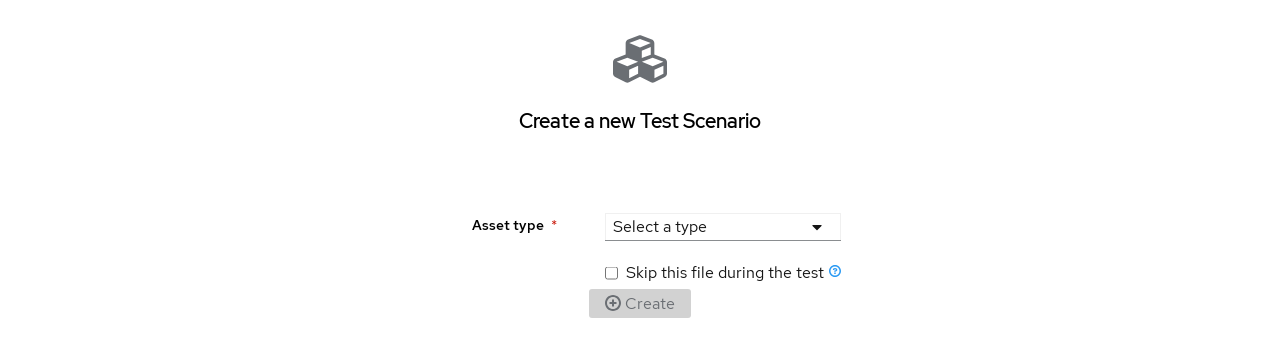 Create a new Test Scenario
Asset type *
Select a type
Skip this file during the test
Create